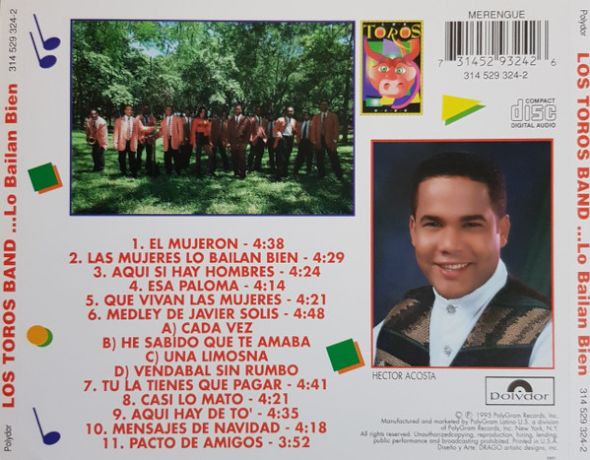 Polydor
314 529 324-2
LOS TOROS BAND ...Lo Bailan Bien
LOS
TOROS
BAND
MERENGUE
7 31452 93242 6
314 529 324-2
COMPACT
disc
DIGITAL AUDIO
1. EL MUJERON - 4:38
2. LAS MUJERES LO BAILAN BIEN - 4:29
3. AQUI SI HAY HOMBRES - 4:24
4. ESA PALOMA - 4:14
5. QUE VIVAN LAS MUJERES - 4:21
6. MEDLEY DE JAVIER SOLIS - 4:48
A) CADA VEZ
B) HE SABIDO QUE TE AMABA
C) UNA LIMOSNA
D) VENDABAL SIN RUMBO
7. TU LA TIENES QUE PAGAR - 4:41
8. CASI LO MATO - 4:21
9. AQUI HAY DE TO' - 4:35
10. MENSAJES DE NAVIDAD - 4:18
11. PACTO DE AMIGOS - 3:52
HECTOR ACOSTA
Polydor
© ℗ 1995 PolyGram Records, Inc.
Manufactured and marketed by PolyGram Latino U.S. a division
of PolyGram Records, Inc. New York, N.Y.
All rights reserved. Unauthorizedcopying, reproduction, hiring, lending,
public performance and broadcasting prohibited. Printed in U.S.A.
Diseño y Arte: DRAGO artistic designs, inc.
LOS TOROS BAND ...Lo Bailan Bien
314 529 324-2
Polydor